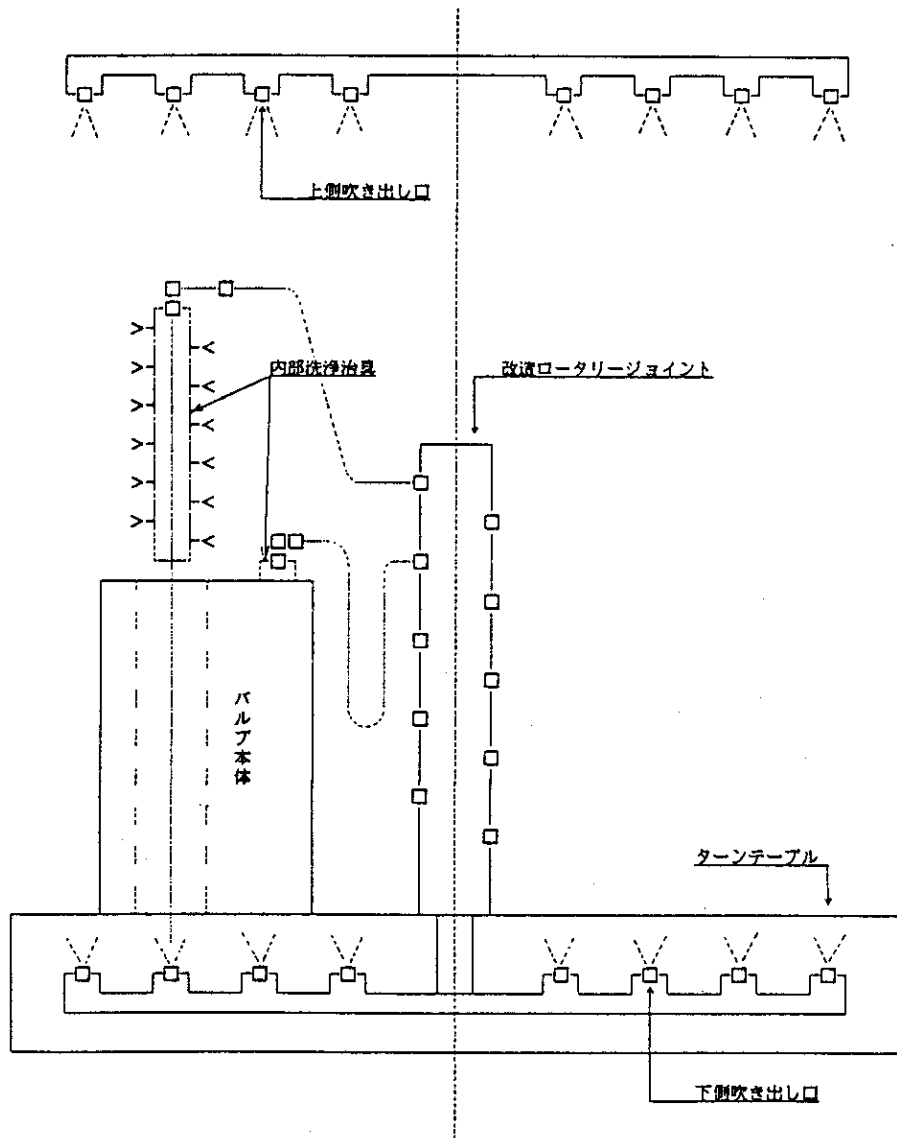 上側吹き出し口
内部洗浄治具
改造ロータリージョイント
バルブ本体
ターンテーブル
下側吹き出し口